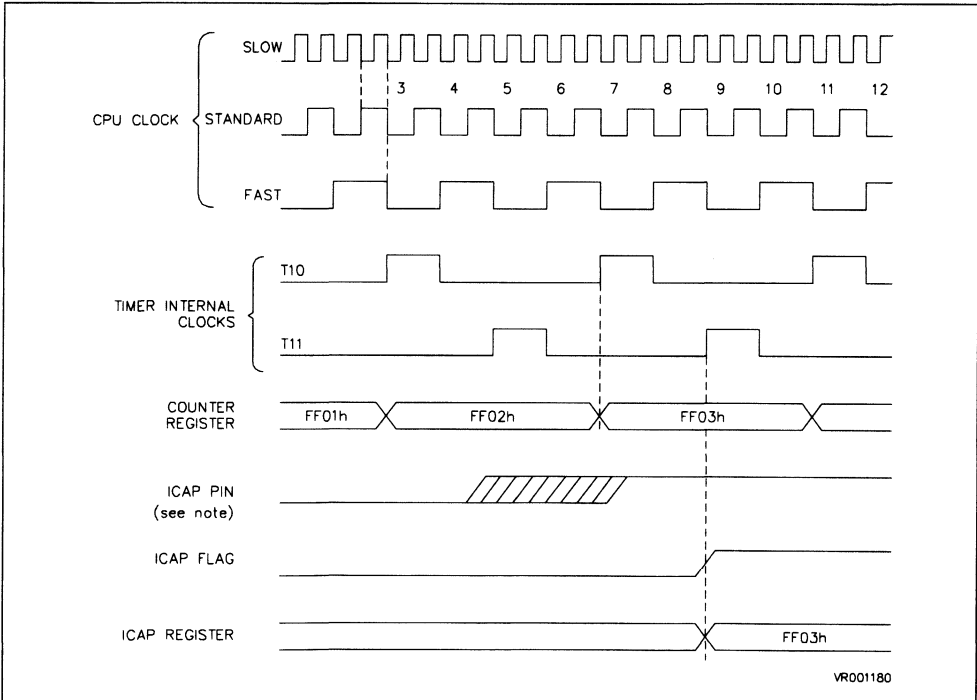 SLOW
3 4 5 6 7 8 9 10 11 12
CPU CLOCK STANDARD
FAST
T10
TIMER INTERNAL
CLOCKS
T11
COUNTER
REGISTER
FF01h FF02h FF03h
ICAP PIN
(see note)
ICAP FLAG
ICAP REGISTER
FF03h
VR001180